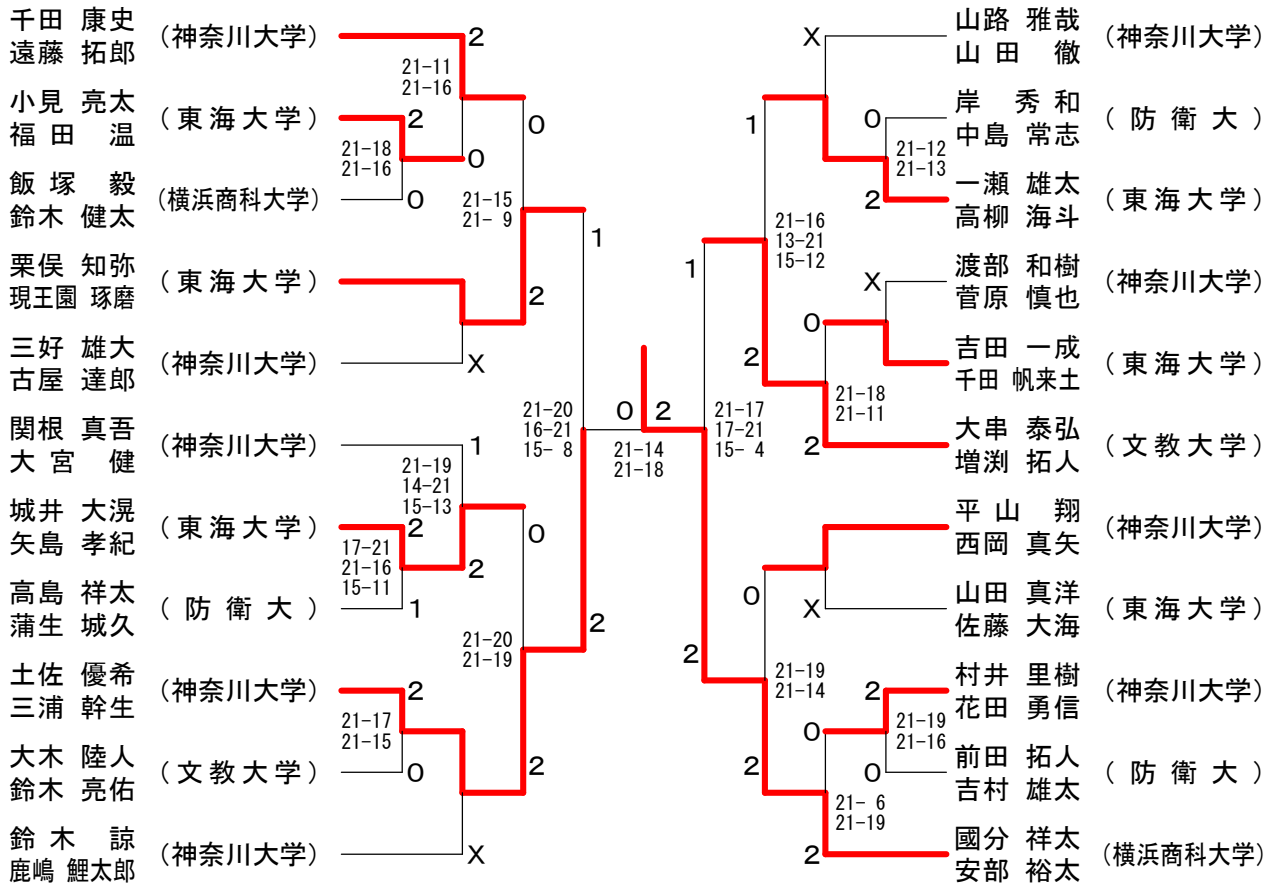 千田 康史
遠藤 拓郎
(神奈川大学)
2
21-11
21-16
小見 亮太
福田 温
(東海大学)
2
0
21-18
21-16
飯塚 毅
鈴木 健太
(横浜商科大学)
0
0
21-15
21- 9
栗俣 知弥
現王園 琢磨
(東海大学)
2
三好 雄大
古屋 達郎
(神奈川大学)
X
1
関根 真吾
大宮 健
(神奈川大学)
1
21-19
14-21
15-13
城井 大滉
矢島 孝紀
(東海大学)
2
2
17-21
21-16
15-11
高島 祥太
蒲生 城久
(防衛大)
1
0
21-20
21-19
土佐 優希
三浦 幹生
(神奈川大学)
2
21-17
21-15
大木 陸人
鈴木 亮佑
(文教大学)
0
2
鈴木 諒
鹿嶋 鯉太郎
(神奈川大学)
X
21-20
16-21
15- 8
2
0
2
21-14
21-18
山路 雅哉
山田 徹
(神奈川大学)
X
岸 秀和
中島 常志
(防衛大)
0
21-12
21-13
一瀬 雄太
高柳 海斗
(東海大学)
2
1
21-16
13-21
15-12
渡部 和樹
菅原 慎也
(神奈川大学)
X
0
吉田 一成
千田 帆来土
(東海大学)
2
21-18
21-11
大串 泰弘
増渕 拓人
(文教大学)
2
1
21-17
17-21
15- 4
平山 翔
西岡 真矢
(神奈川大学)
山田 真洋
佐藤 大海
(東海大学)
X
0
2
21-19
21-14
村井 里樹
花田 勇信
(神奈川大学)
2
0
21-19
21-16
前田 拓人
吉村 雄太
(防衛大)
0
2
21- 6
21-19
國分 祥太
安部 裕太
(横浜商科大学)
2